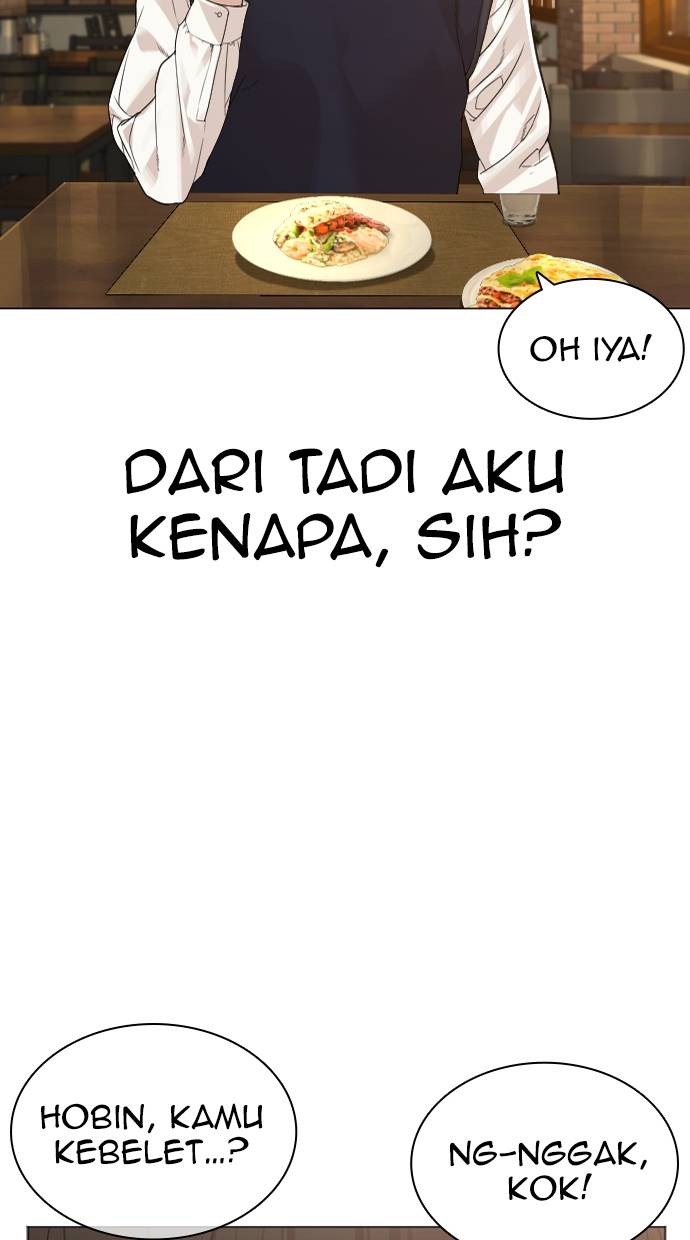 OH IYA!
DARI TADI AKU
KENAPA, SIH?
HOBIN, KAMU
KEBELET...?
NG-NGGAK,
KOK!